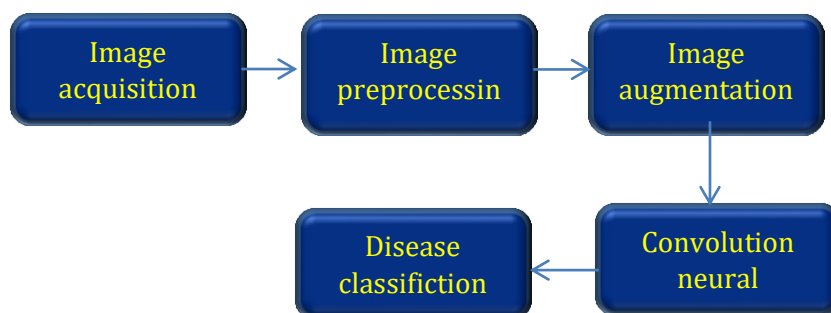 Image
acquisition
Image
preprocessin
Image
augmentation
Convolution
neural
Disease
classifiction